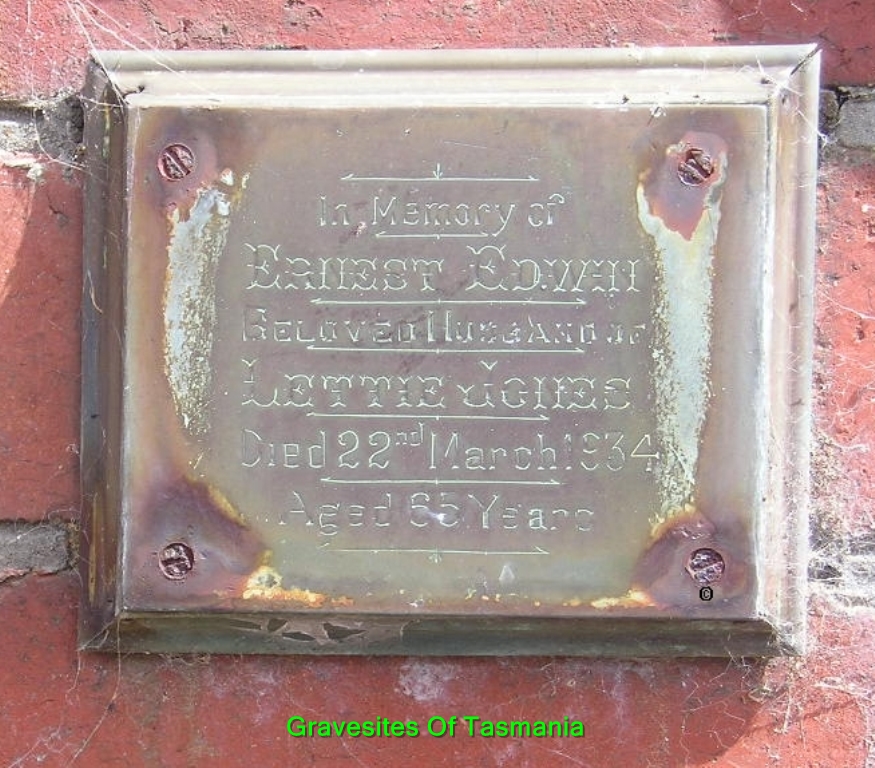 In Memory of
ERNEST EDWIN
BELOVED HUSBAND OF
LETTIE JONES
Died 22nd March 1934
Aged 65 Years
©
Gravesites Of Tasmania